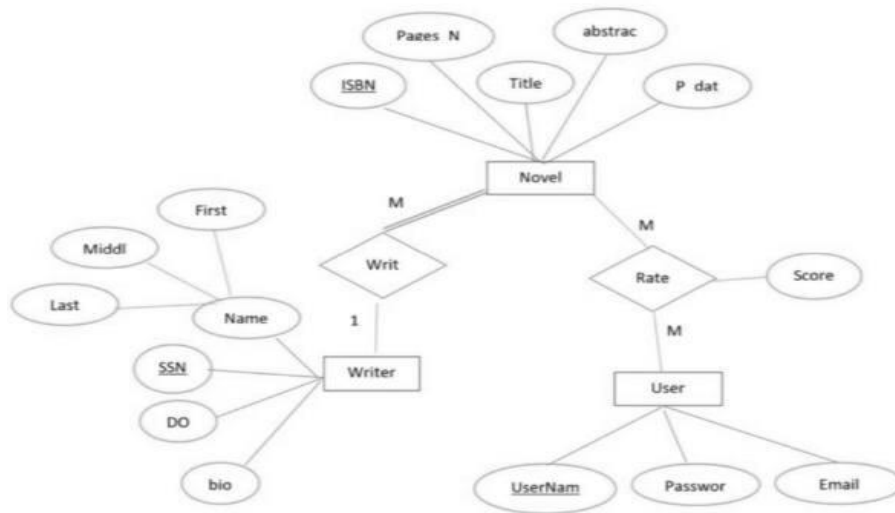 abstrac
Pages N
ISBN
Title
P dat
Novel
M
First
M
Middl
Writ
Rate
Score
Last
Name
1
M
SSN
Writer
User
DO
bio
UserNam
Passwor
Email